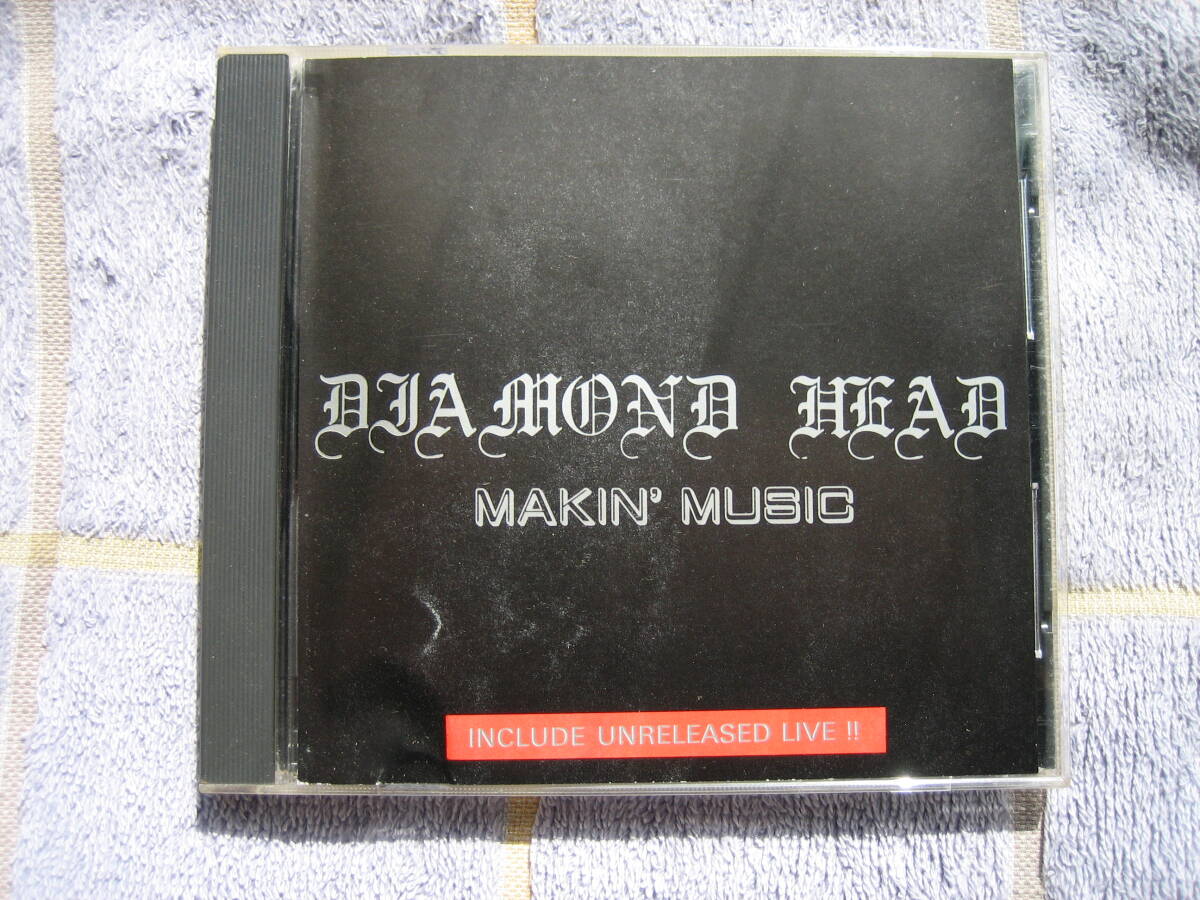 DIAMOND HEAD
MAKIN' MUSIC
INCLUDE UNRELEASED LIVE !!